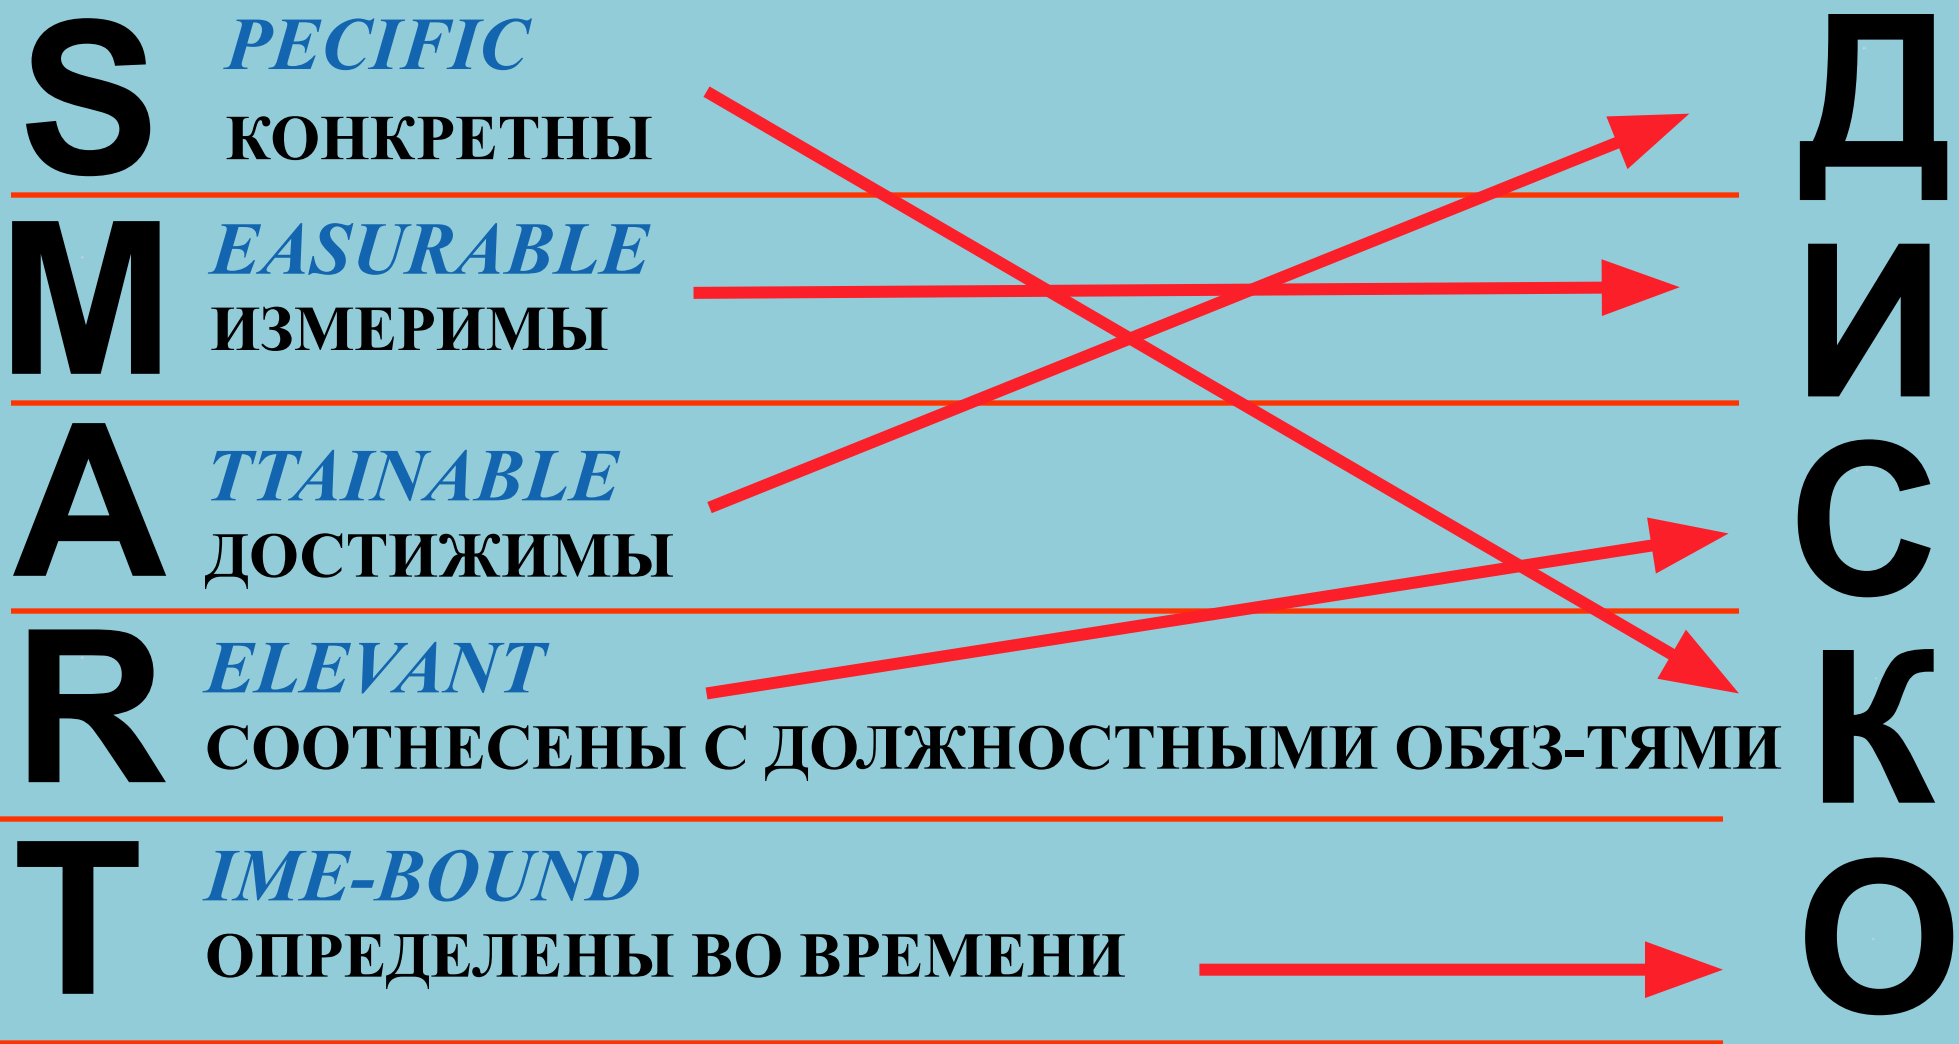 S PECIFIC
КОНКРЕТНЫ
M EASURABLE
ИЗМЕРИМЫ
A TTAINABLE
ДОСТИЖИМЫ
R ELEVANT
СООТНЕСЕНЫ С ДОЛЖНОСТНЫМИ ОБЯЗ-ТЯМИ
T IME-BOUND
ОПРЕДЕЛЕНЫ ВО ВРЕМЕНИ
Д
И
С
К
О